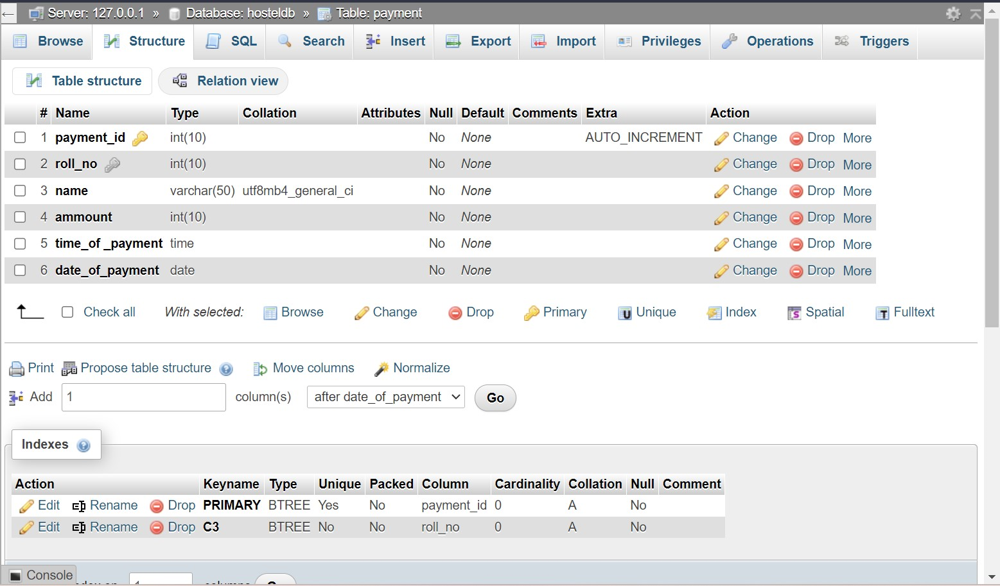 Server: 127.0.0.1 » Database: hosteldb » Table: payment
Browse Structure SQL Search Insert Export Import Privileges Operations Triggers
Table structure Relation view
# Name Type Collation Attributes Null Default Comments Extra Action
1 payment_id int(10) No None AUTO_INCREMENT Change Drop More
2 roll_no int(10) No None Change Drop More
3 name varchar(50) utf8mb4_general_ci No None Change Drop More
4 ammount int(10) No None Change Drop More
5 time_of _payment time No None Change Drop More
6 date_of_payment date No None Change Drop More
Check all With selected: Browse Change Drop Primary Unique Index Spatial Fulltext
Print Propose table structure Move columns Normalize
Add 1 column(s) after date_of_payment Go
Indexes
Action Keyname Type Unique Packed Column Cardinality Collation Null Comment
Edit Rename Drop PRIMARY BTREE Yes No payment_id 0 A No
Edit Rename Drop C3 BTREE No No roll_no 0 A No
Console